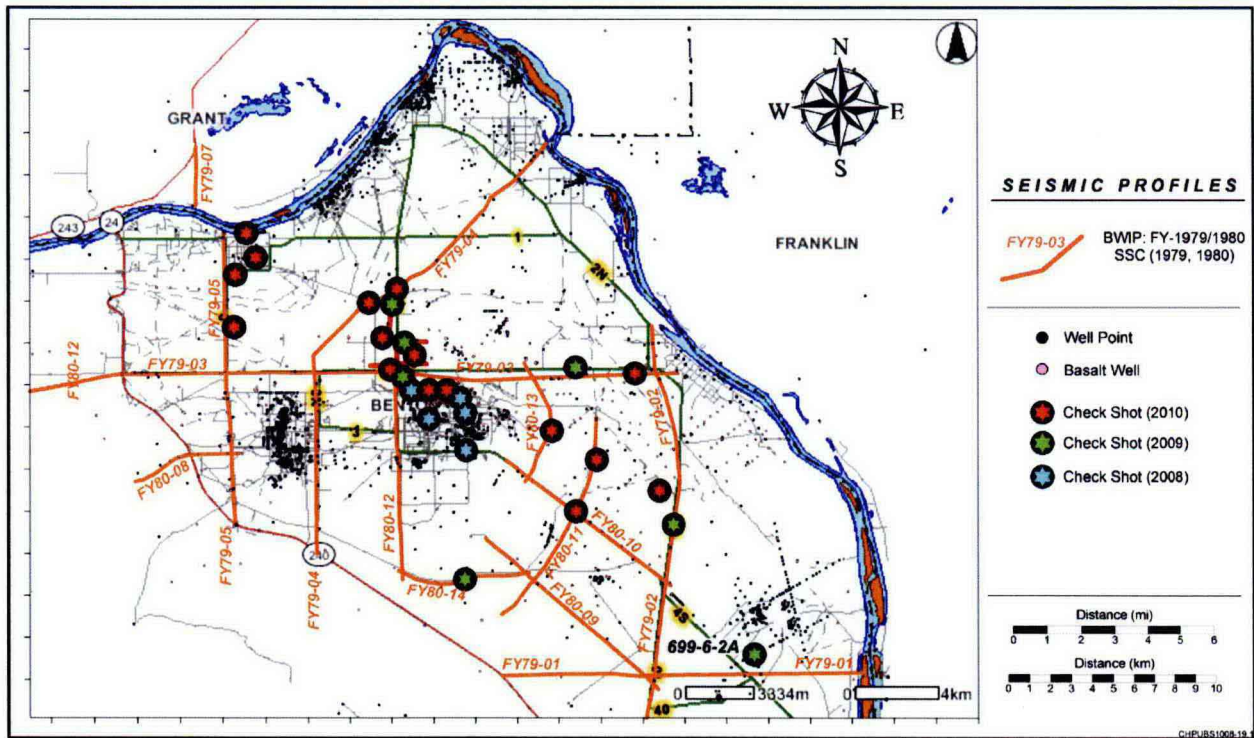 N
W
E
S
GRANT
FY79-07
243
24
FRANKLIN
1
FY79-04
2N
FY79-05
FY80-12
FY79-03
FY79-03
FY79-02
FY80-13
BEN
3
FY80-08
FY80-12
FY80-10
FY80-11
FY79-05
240
FY79-04
FY80-14
FY80-09
FY79-02
4S
699-6-2A
FY79-01
FY79-01
0 3334m
0 4km
40
SEISMIC PROFILES
FY79-03
BWIP: FY-1979/1980
SSC (1979, 1980)
Well Point
Basalt Well
Check Shot (2010)
Check Shot (2009)
Check Shot (2008)
Distance (mi)
0 1 2 3 4 5 6
Distance (km)
0 1 2 3 4 5 6 7 8 9 10
CHPUBS1008-19.1